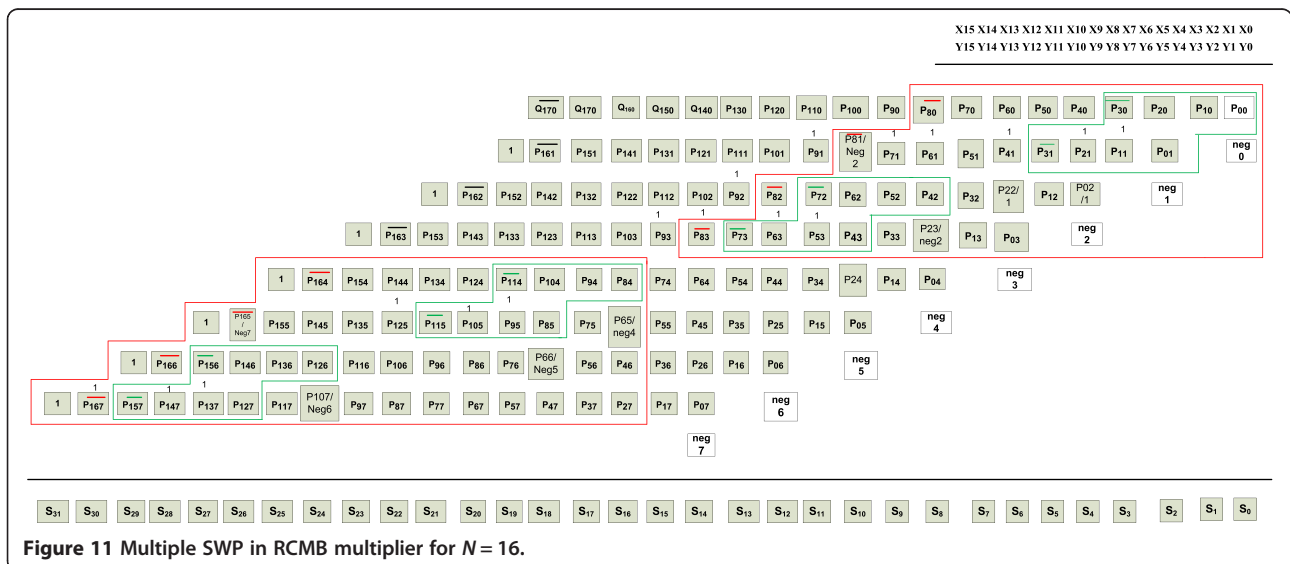 X15 X14 X13 X12 X11 X10 X9 X8 X7 X6 X5 X4 X3 X2 X1 X0
Y15 Y14 Y13 Y12 Y11 Y10 Y9 Y8 Y7 Y6 Y5 Y4 Y3 Y2 Y1 Y0
Q170 Q170 Q160 Q150 Q140 P130 P120 P110 P100 P90 P80 P70 P60 P50 P40 P30 P20 P10 P00
1 1 1 1 1 1
1 P161 P151 P141 P131 P121 P111 P101 P91 P81/ Neg 2 P71 P61 P51 P41 P31 P21 P11 P01 neg 0
1
1 P162 P152 P142 P132 P122 P112 P102 P92 P82 P72 P62 P52 P42 P32 P22/ 1 P12 P02 /1 neg 1
1 1 1 1
1 P163 P153 P143 P133 P123 P113 P103 P93 P83 P73 P63 P53 P43 P33 P23/ neg2 P13 P03 neg 2
1 P164 P154 P144 P134 P124 P114 P104 P94 P84 P74 P64 P54 P44 P34 P24 P14 P04 neg 3
1 1 1
1 P165 / Neg7 P155 P145 P135 P125 P115 P105 P95 P85 P75 P65/ neg4 P55 P45 P35 P25 P15 P05 neg 4
1 P166 P156 P146 P136 P126 P116 P106 P96 P86 P76 P66/ Neg5 P56 P46 P36 P26 P16 P06 neg 5
1 1 1
1 P167 P157 P147 P137 P127 P117 P107/ Neg6 P97 P87 P77 P67 P57 P47 P37 P27 P17 P07 neg 6
neg 7
S31 S30 S29 S28 S27 S26 S25 S24 S23 S22 S21 S20 S19 S18 S17 S16 S15 S14 S13 S12 S11 S10 S9 S8 S7 S6 S5 S4 S3 S2 S1 S0
Figure 11 Multiple SWP in RCMB multiplier for N = 16.